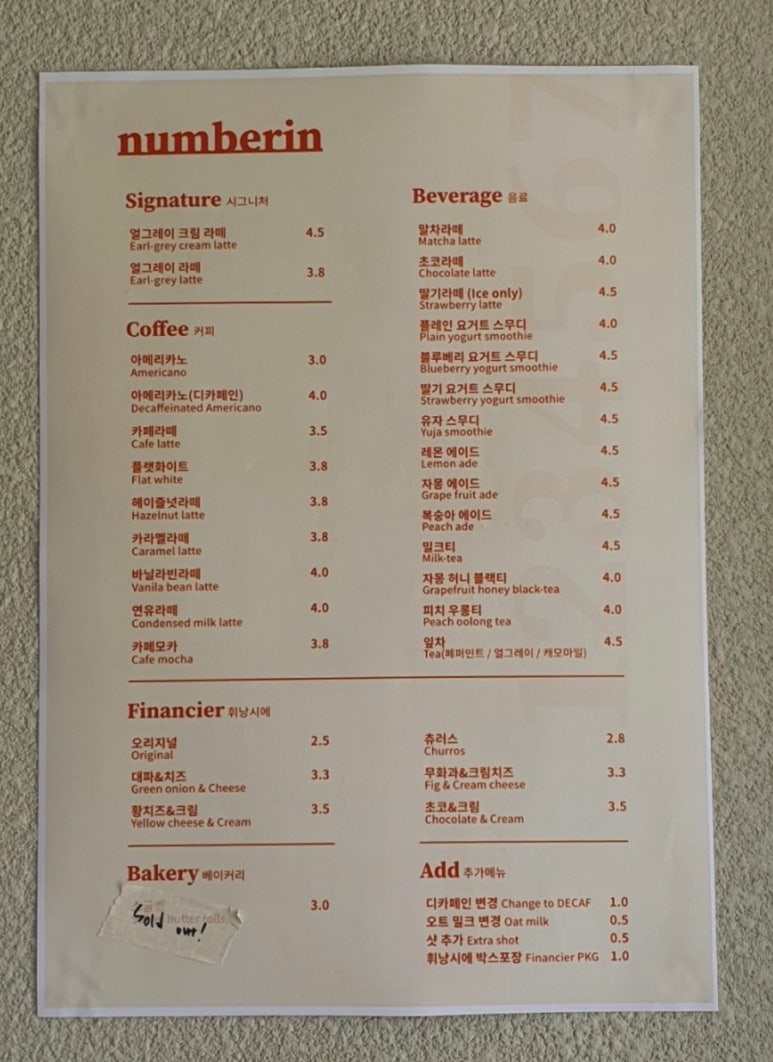 numberin
Signature 시그니처
얼그레이 크림 라떼 4.5
Earl-grey cream latte
얼그레이 라떼 3.8
Earl-grey latte
Coffee 커피
아메리카노 3.0
Americano
아메리카노(디카페인) 4.0
Decaffeinated Americano
카페라떼 3.5
Cafe latte
플랫화이트 3.8
Flat white
헤이즐넛라떼 3.8
Hazelnut latte
카라멜라떼 3.8
Caramel latte
바닐라빈라떼 4.0
Vanila bean latte
연유라떼 4.0
Condensed milk latte
카페모카 3.8
Cafe mocha
Beverage 음료
말차라떼 4.0
Matcha latte
초코라떼 4.0
Chocolate latte
딸기라떼 (Ice only) 4.5
Strawberry latte
플레인 요거트 스무디 4.0
Plain yogurt smoothie
블루베리 요거트 스무디 4.5
Blueberry yogurt smoothie
딸기 요거트 스무디 4.5
Strawberry yogurt smoothie
유자 스무디 4.5
Yuja smoothie
레몬 에이드 4.5
Lemon ade
자몽 에이드 4.5
Grape fruit ade
복숭아 에이드 4.5
Peach ade
밀크티 4.5
Milk-tea
자몽 허니 블랙티 4.0
Grapefruit honey black-tea
피치 우롱티 4.0
Peach oolong tea
잎차 4.5
Tea(페퍼민트 / 얼그레이 / 캐모마일)
1234567
Financier 휘낭시에
오리지널 2.5
Original
대파&치즈 3.3
Green onion & Cheese
황치즈&크림 3.5
Yellow cheese & Cream
츄러스 2.8
Churros
무화과&크림치즈 3.3
Fig & Cream cheese
초코&크림 3.5
Chocolate & Cream
Bakery 베이커리
3.0
butter rolls
Sold out!
Add 추가메뉴
디카페인 변경 Change to DECAF 1.0
오트 밀크 변경 Oat milk 0.5
샷 추가 Extra shot 0.5
휘낭시에 박스포장 Financier PKG 1.0